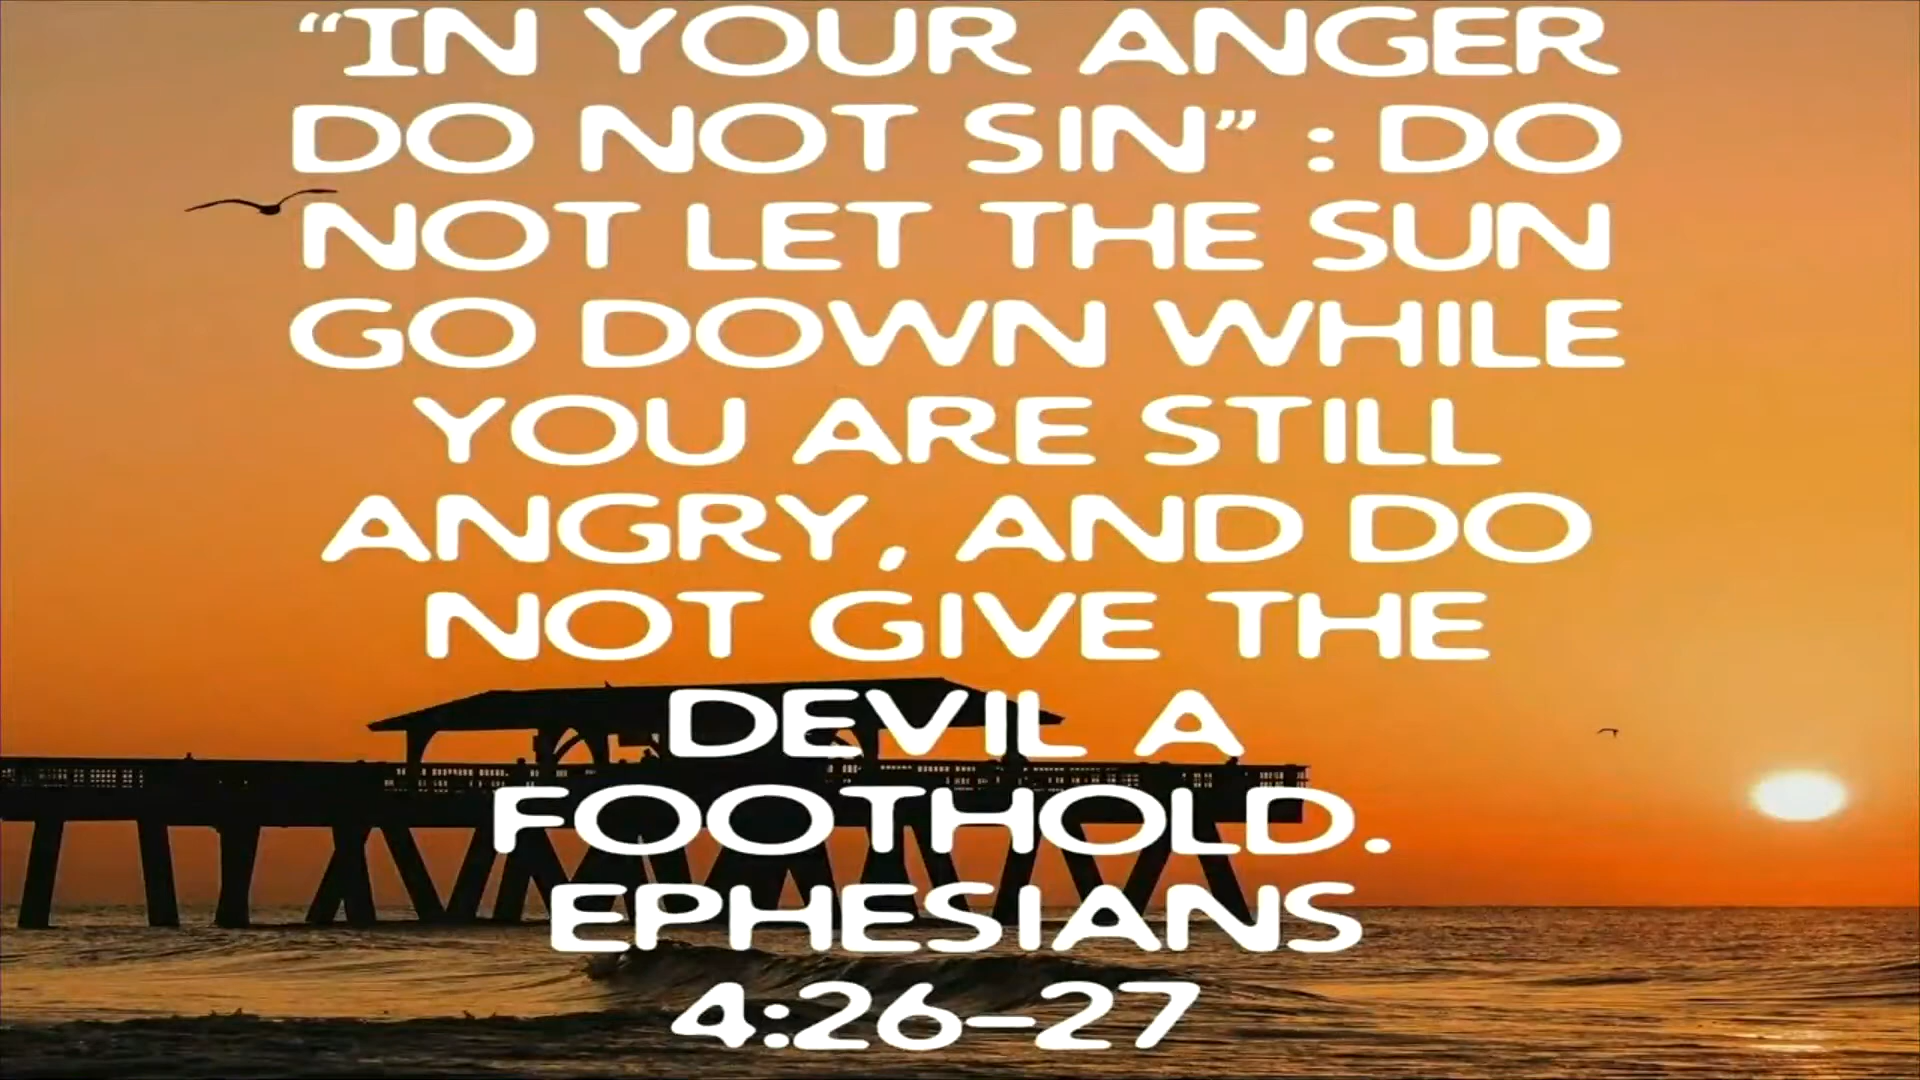 “IN YOUR ANGER
DO NOT SIN” : DO
NOT LET THE SUN
GO DOWN WHILE
YOU ARE STILL
ANGRY, AND DO
NOT GIVE THE
DEVIL A
FOOTHOLD.
EPHESIANS
4:26–27